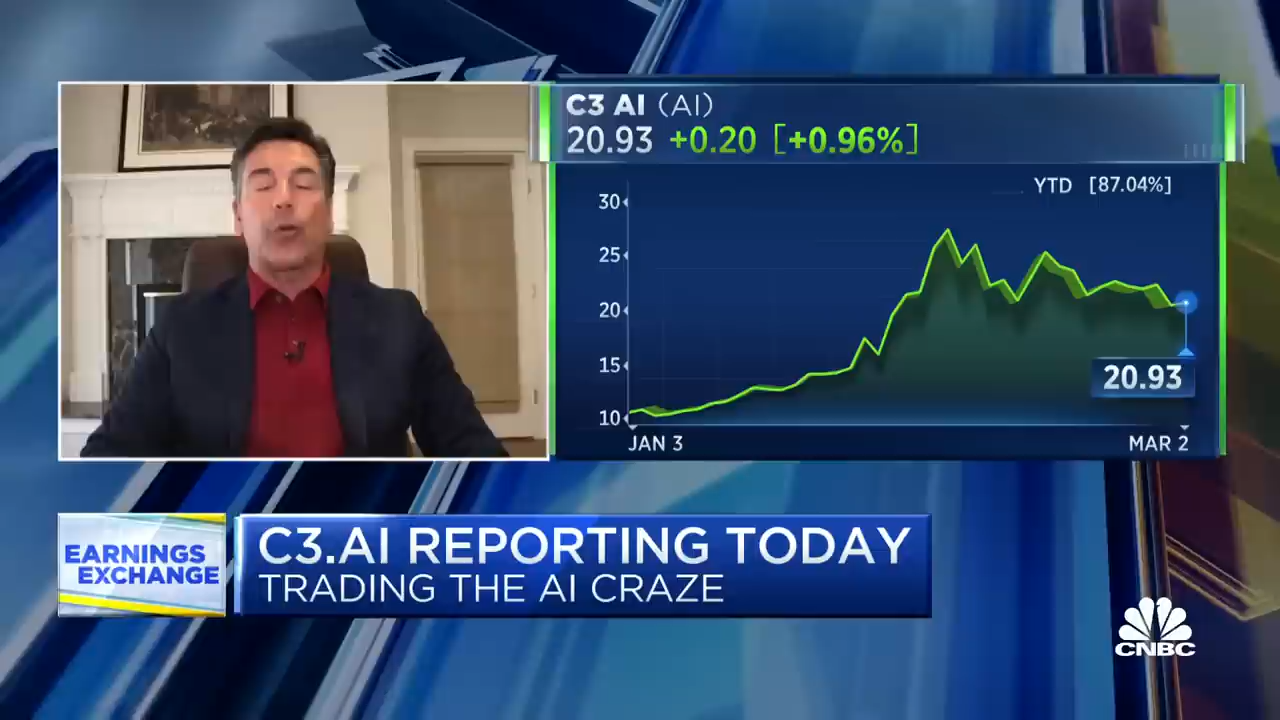 C3 AI (AI)
20.93 +0.20 [+0.96%]
YTD [87.04%]
30
25
20
15
10
20.93
JAN 3
MAR 2
EARNINGS
EXCHANGE
C3.AI REPORTING TODAY
TRADING THE AI CRAZE
CNBC